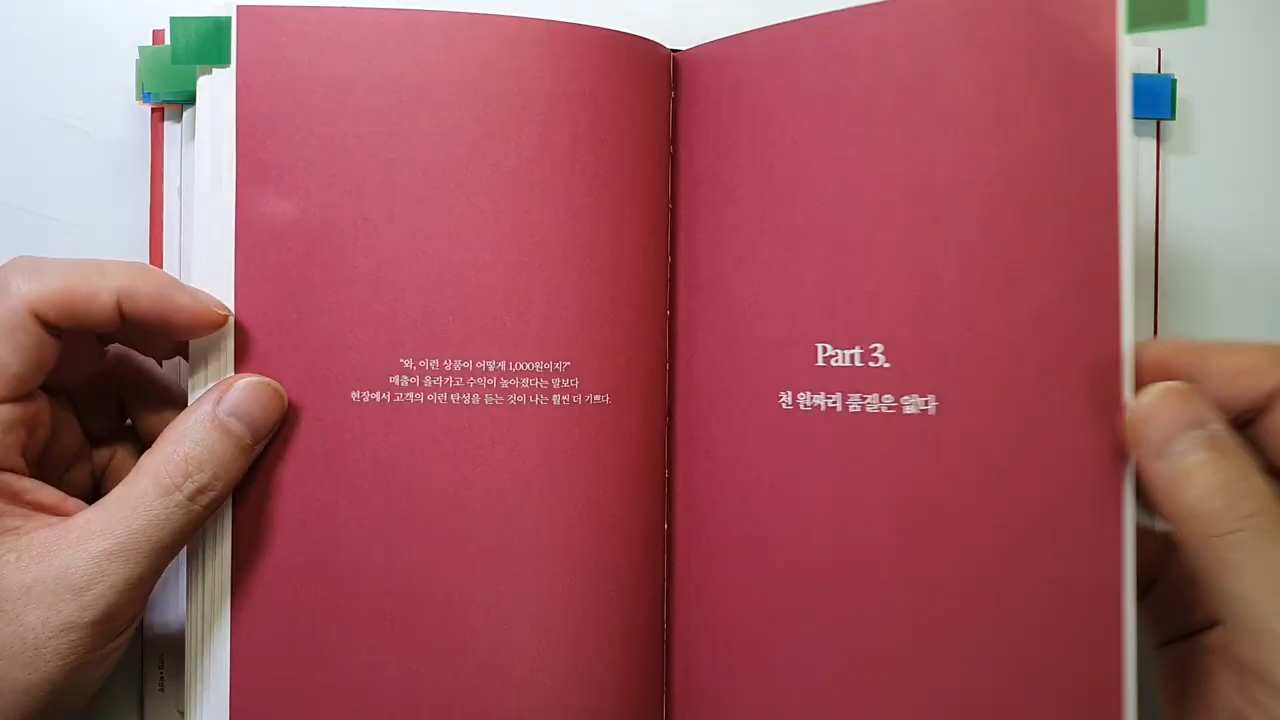 "와, 이런 상품이 어떻게 1,000원이지?"
매출이 올라가고 수익이 높아졌다는 말보다
현장에서 고객의 이런 탄성을 듣는 것이 나는 훨씬 더 기쁘다.
Part 3.
천 원짜리 품질은 없다